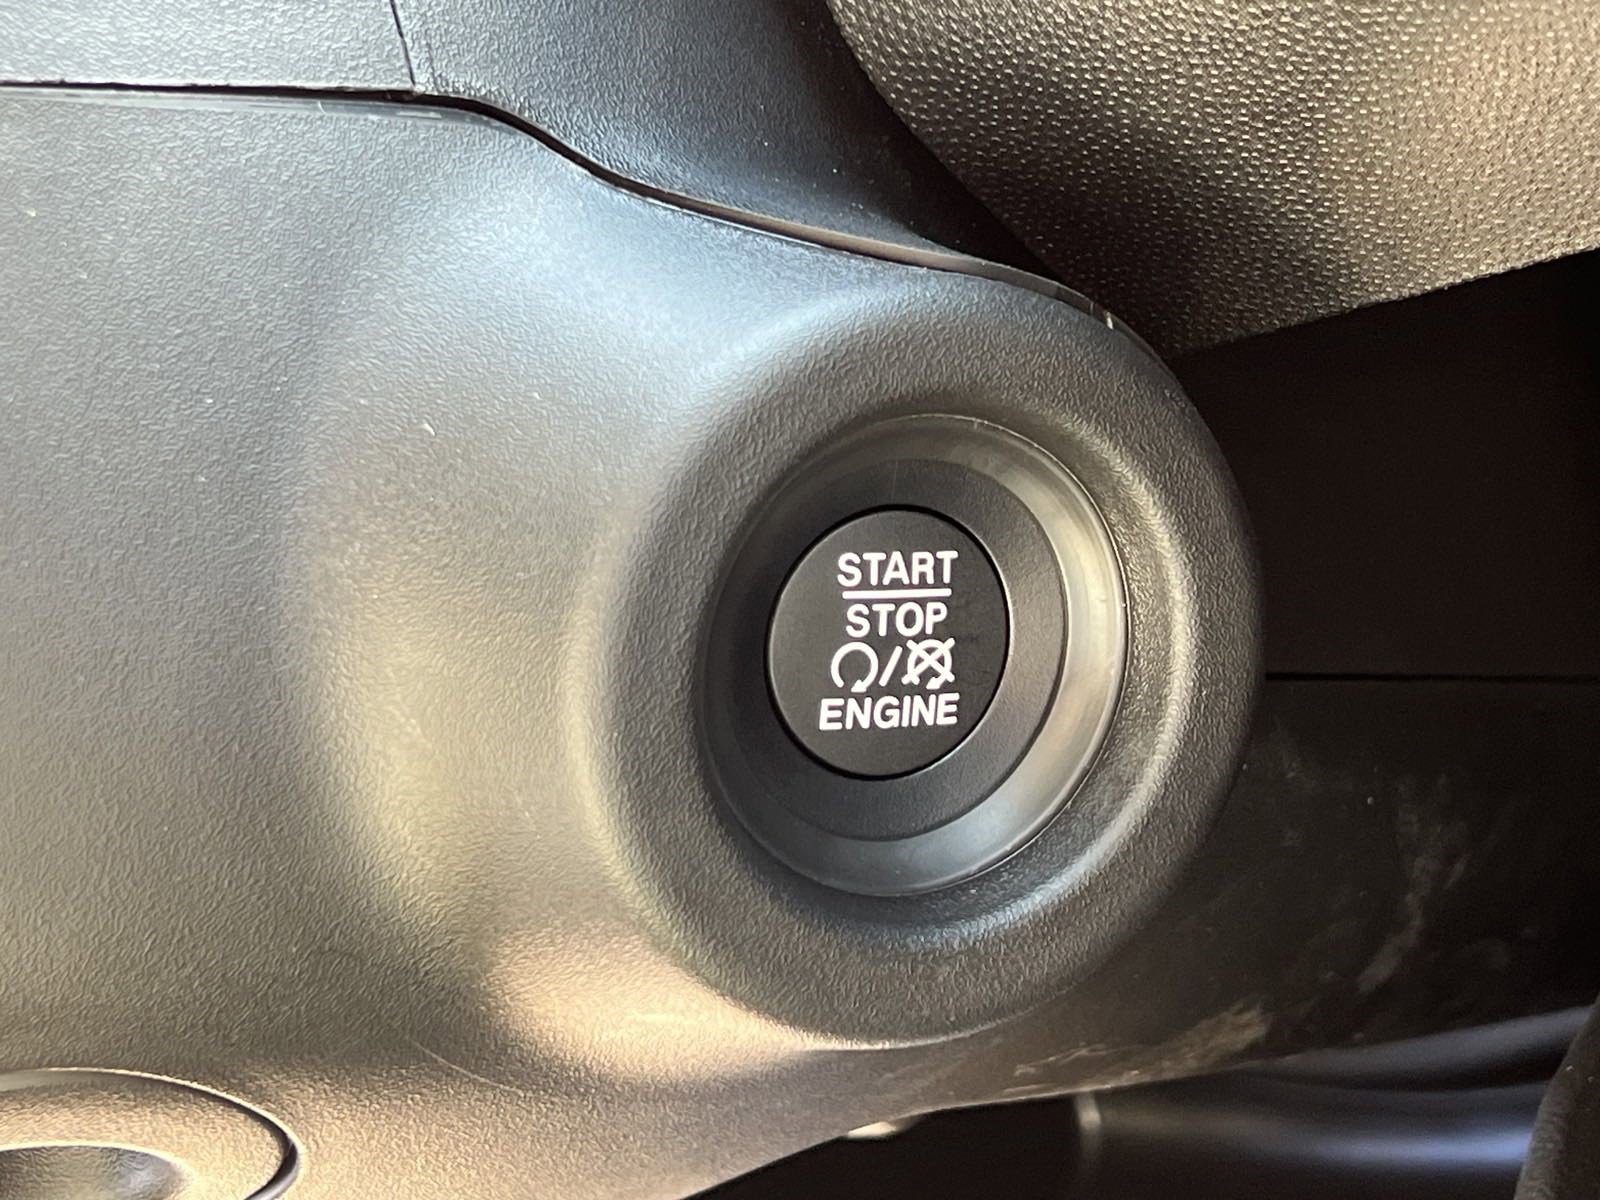 START
STOP
/
ENGINE